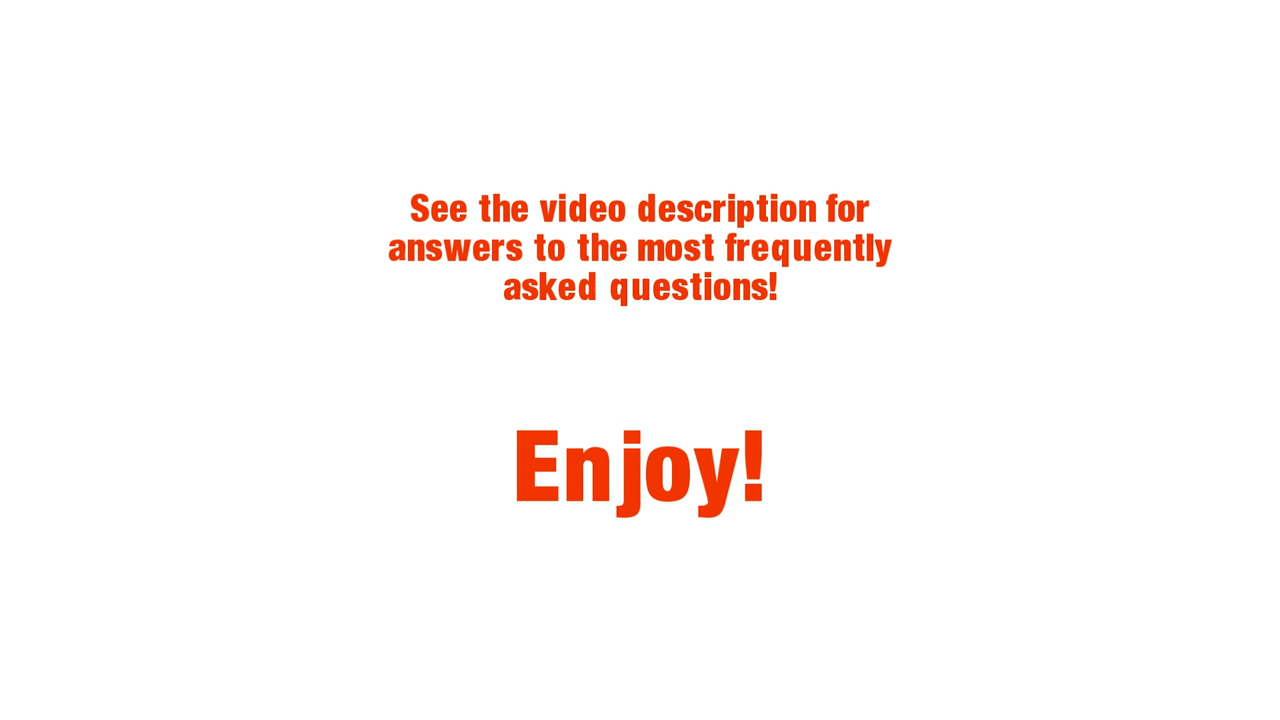 See the video description for
answers to the most frequently
asked questions!
Enjoy!